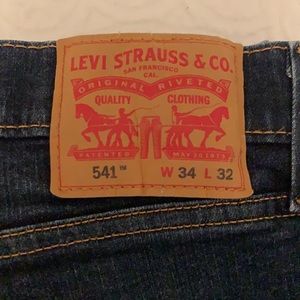 LEVI STRAUSS & CO.
SAN FRANCISCO
CAL.
ORIGINAL RIVETED
QUALITY CLOTHING
PATENTED MAY 20 1873
541™ W 34 L 32